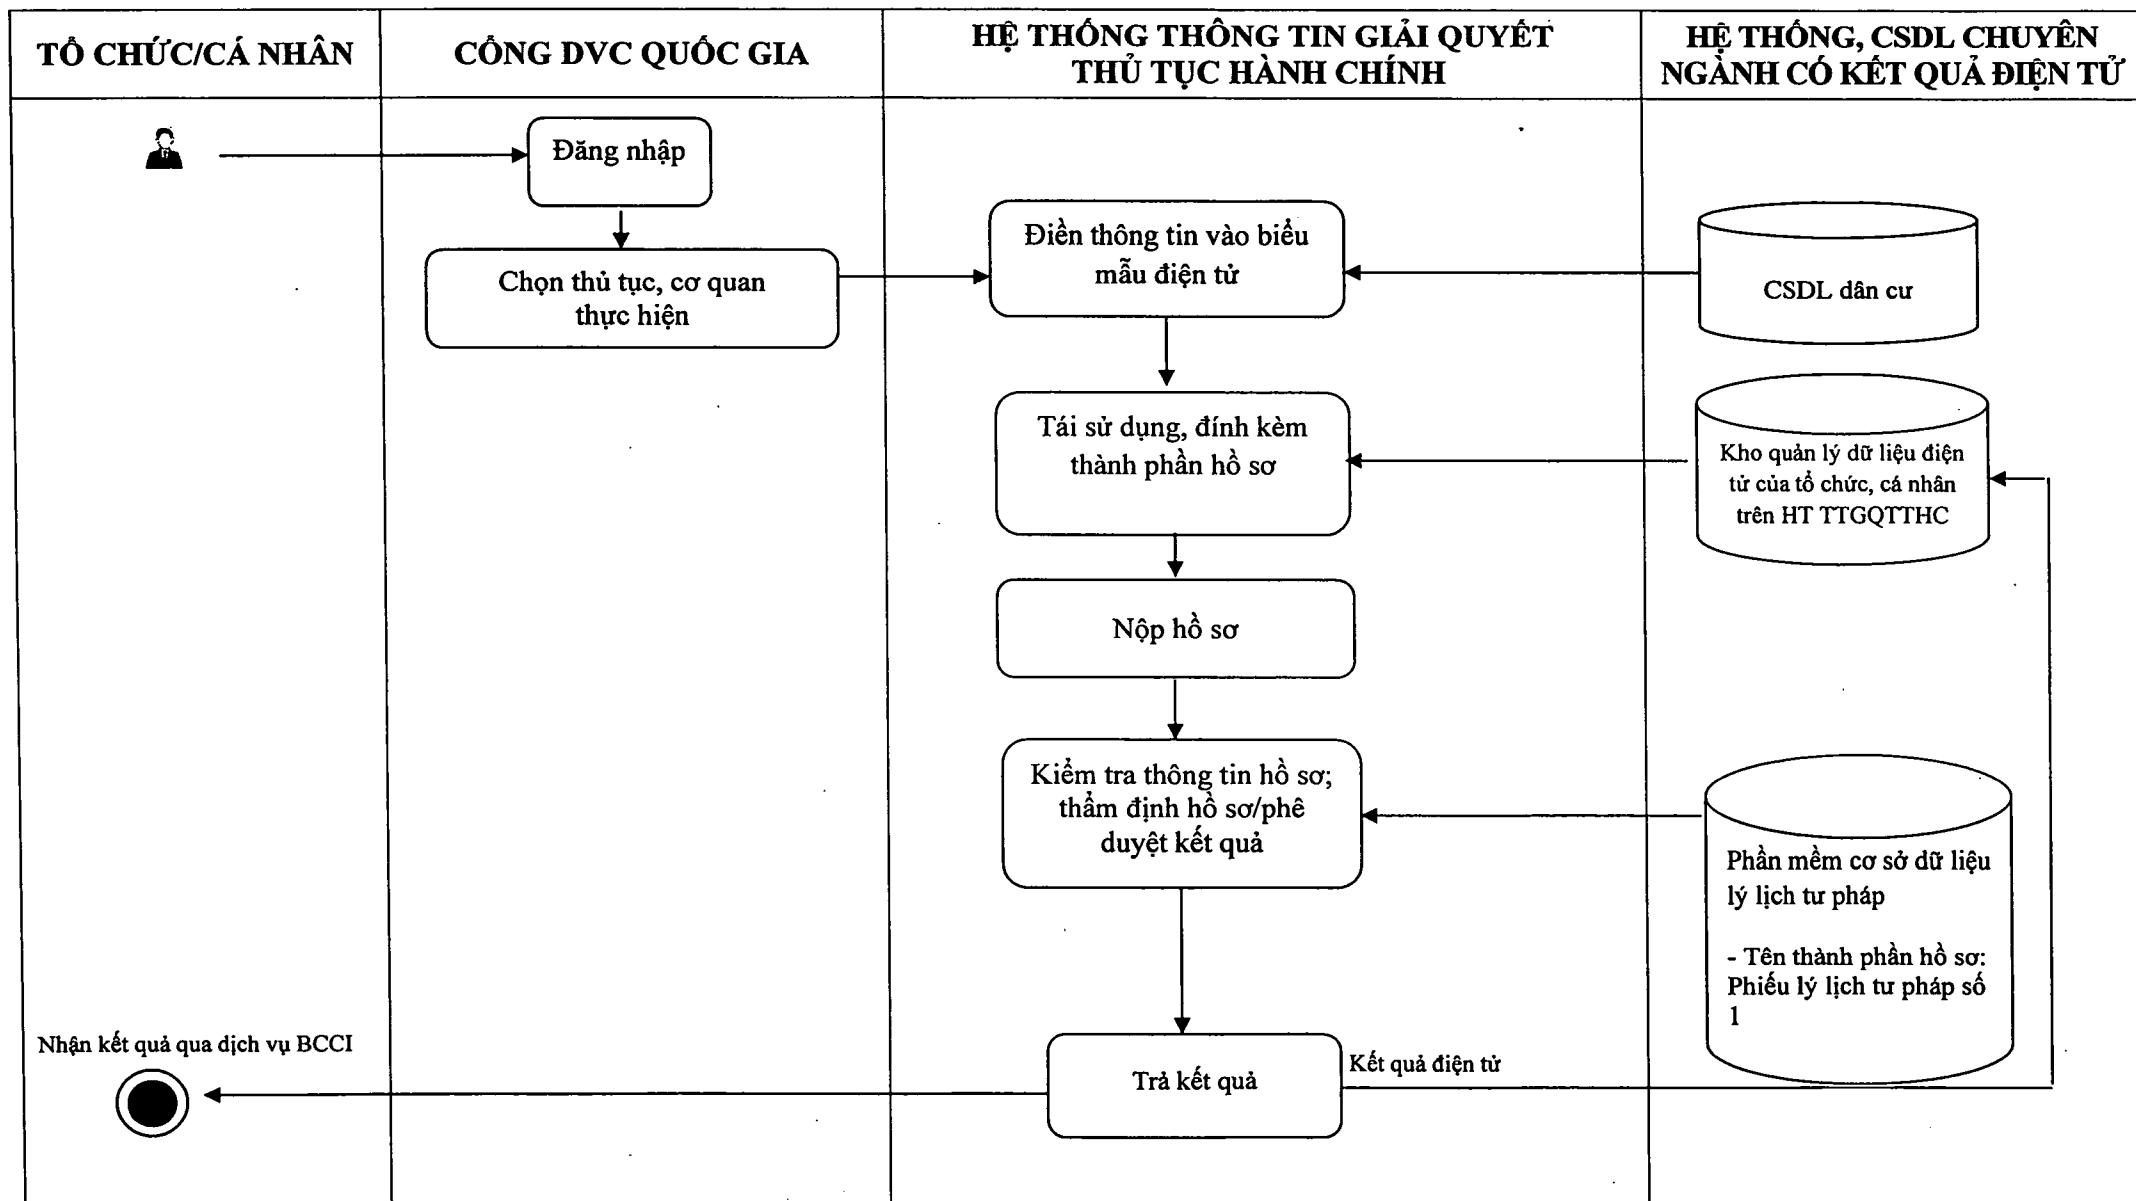 TỔ CHỨC/CÁ NHÂN
CỔNG DVC QUỐC GIA
HỆ THỐNG THÔNG TIN GIẢI QUYẾT
THỦ TỤC HÀNH CHÍNH
HỆ THỐNG, CSDL CHUYÊN
NGÀNH CÓ KẾT QUẢ ĐIỆN TỬ
Đăng nhập
Chọn thủ tục, cơ quan
thực hiện
Điền thông tin vào biểu
mẫu điện tử
CSDL dân cư
Tái sử dụng, đính kèm
thành phần hồ sơ
Kho quản lý dữ liệu điện
tử của tổ chức, cá nhân
trên HT TTGQTTHC
Nộp hồ sơ
Kiểm tra thông tin hồ sơ;
thẩm định hồ sơ/phê
duyệt kết quả
Phần mềm cơ sở dữ liệu
lý lịch tư pháp
- Tên thành phần hồ sơ:
Phiếu lý lịch tư pháp số
1
Nhận kết quả qua dịch vụ BCCI
Trả kết quả
Kết quả điện tử